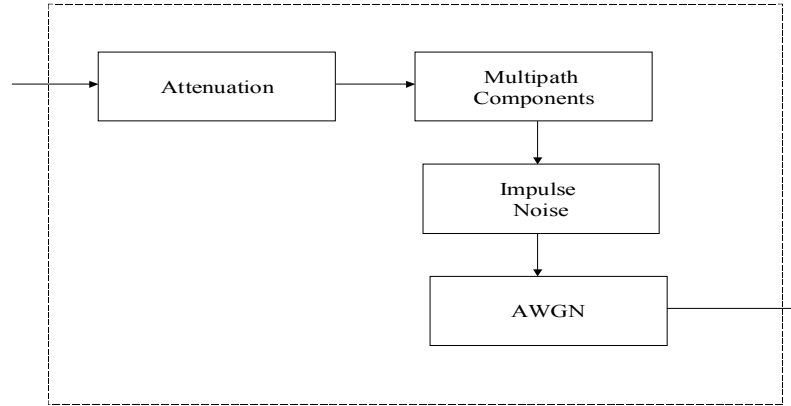 Attenuation
Multipath
Components
Impulse
Noise
AWGN